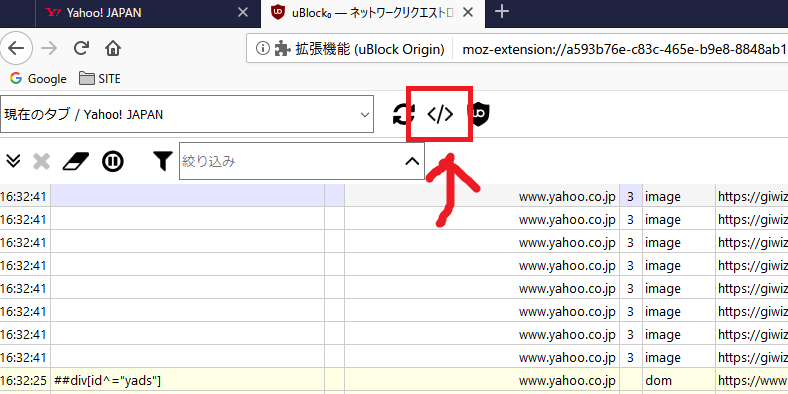 Yahoo! JAPAN
uBlock₀ — ネットワークリクエスト
拡張機能 (uBlock Origin) moz-extension://a593b76e-c83c-465e-b9e8-8848ab1
Google SITE
現在のタブ / Yahoo! JAPAN
</>
絞り込み
16:32:41 www.yahoo.co.jp 3 image https://giwiz
16:32:41 www.yahoo.co.jp 3 image https://giwiz
16:32:41 www.yahoo.co.jp 3 image https://giwiz
16:32:41 www.yahoo.co.jp 3 image https://giwiz
16:32:41 www.yahoo.co.jp 3 image https://giwiz
16:32:41 www.yahoo.co.jp 3 image https://giwiz
16:32:41 www.yahoo.co.jp 3 image https://giwiz
16:32:41 www.yahoo.co.jp 3 image https://giwiz
16:32:25 ##div[id^="yads"] www.yahoo.co.jp dom https://www